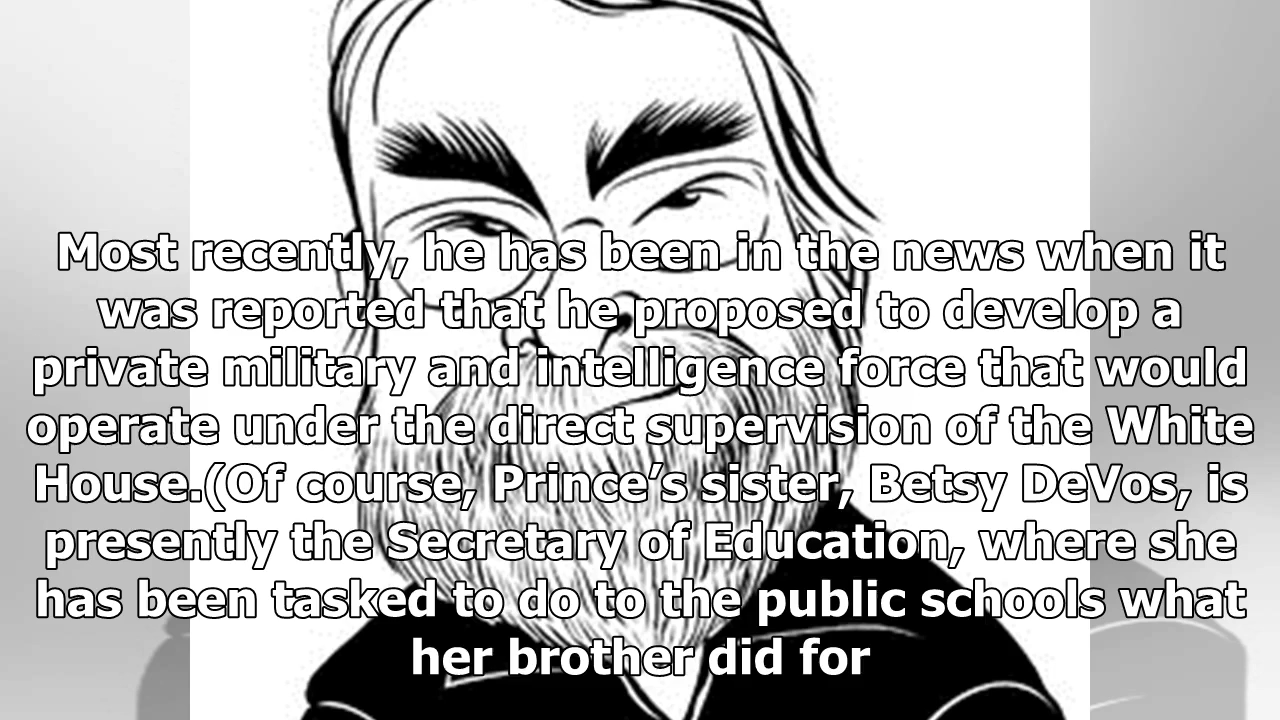 Most recently, he has been in the news when it
was reported that he proposed to develop a
private military and intelligence force that would
operate under the direct supervision of the White
House.(Of course, Prince’s sister, Betsy DeVos, is
presently the Secretary of Education, where she
has been tasked to do to the public schools what
her brother did for